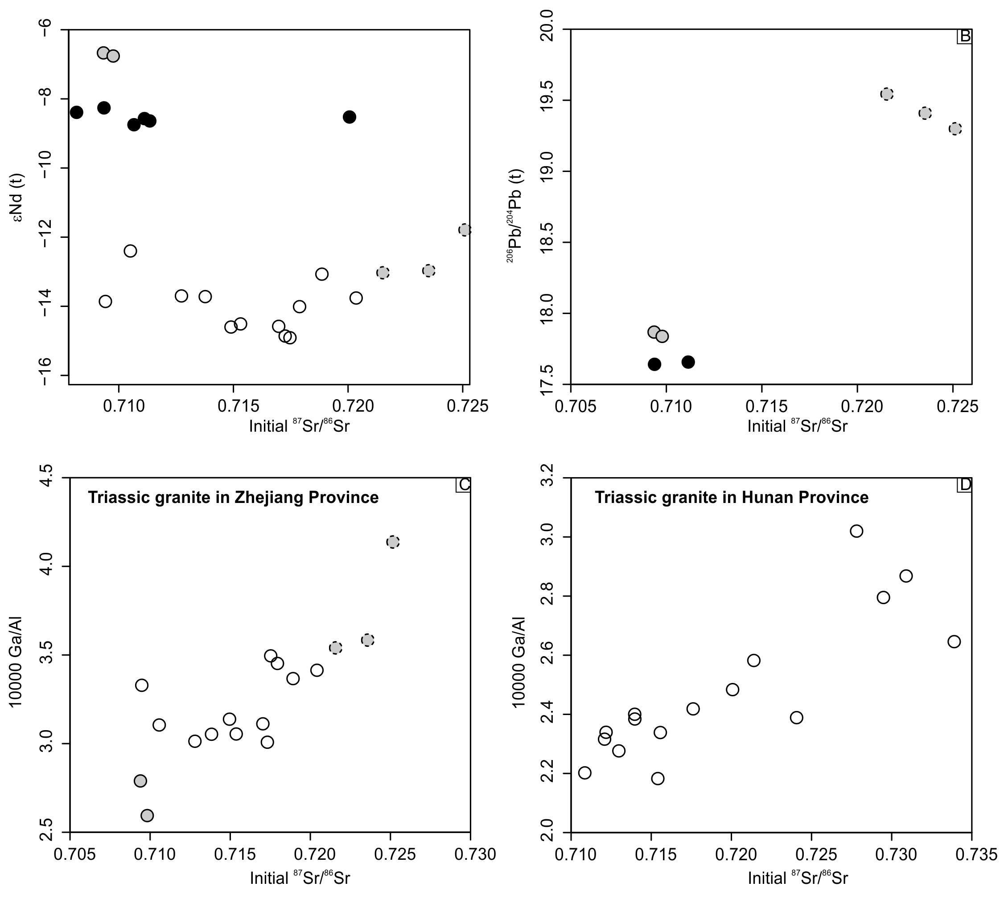 −6
−8
−10
−12
−14
−16
εNd (t)
0.710 0.715 0.720 0.725
Initial ⁸⁷Sr/⁸⁶Sr
B
20.0
19.5
19.0
18.5
18.0
17.5
²⁰⁶Pb/²⁰⁴Pb (t)
0.705 0.710 0.715 0.720 0.725
Initial ⁸⁷Sr/⁸⁶Sr
C
Triassic granite in Zhejiang Province
4.5
4.0
3.5
3.0
2.5
10000 Ga/Al
0.705 0.710 0.715 0.720 0.725 0.730
Initial ⁸⁷Sr/⁸⁶Sr
D
Triassic granite in Hunan Province
3.2
3.0
2.8
2.6
2.4
2.2
2.0
10000 Ga/Al
0.710 0.715 0.720 0.725 0.730 0.735
Initial ⁸⁷Sr/⁸⁶Sr